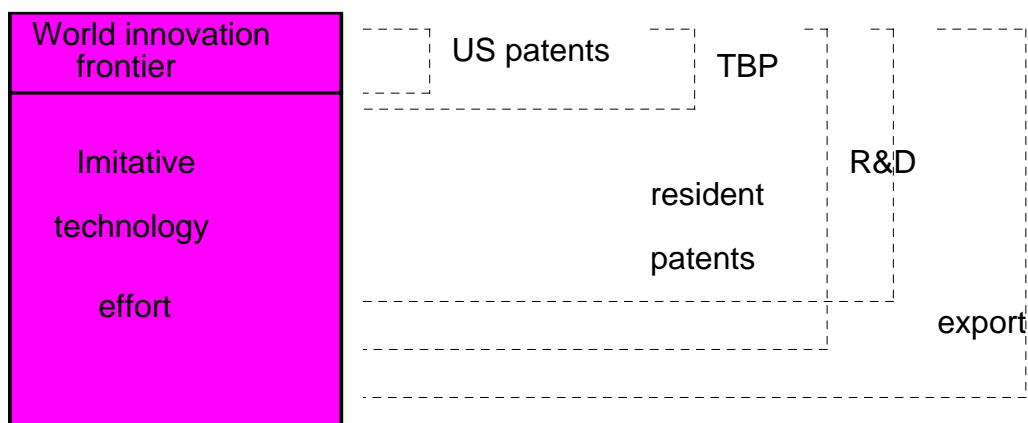 World innovation
frontier
US patents
TBP
Imitative
R&D
technology
resident
patents
effort
export